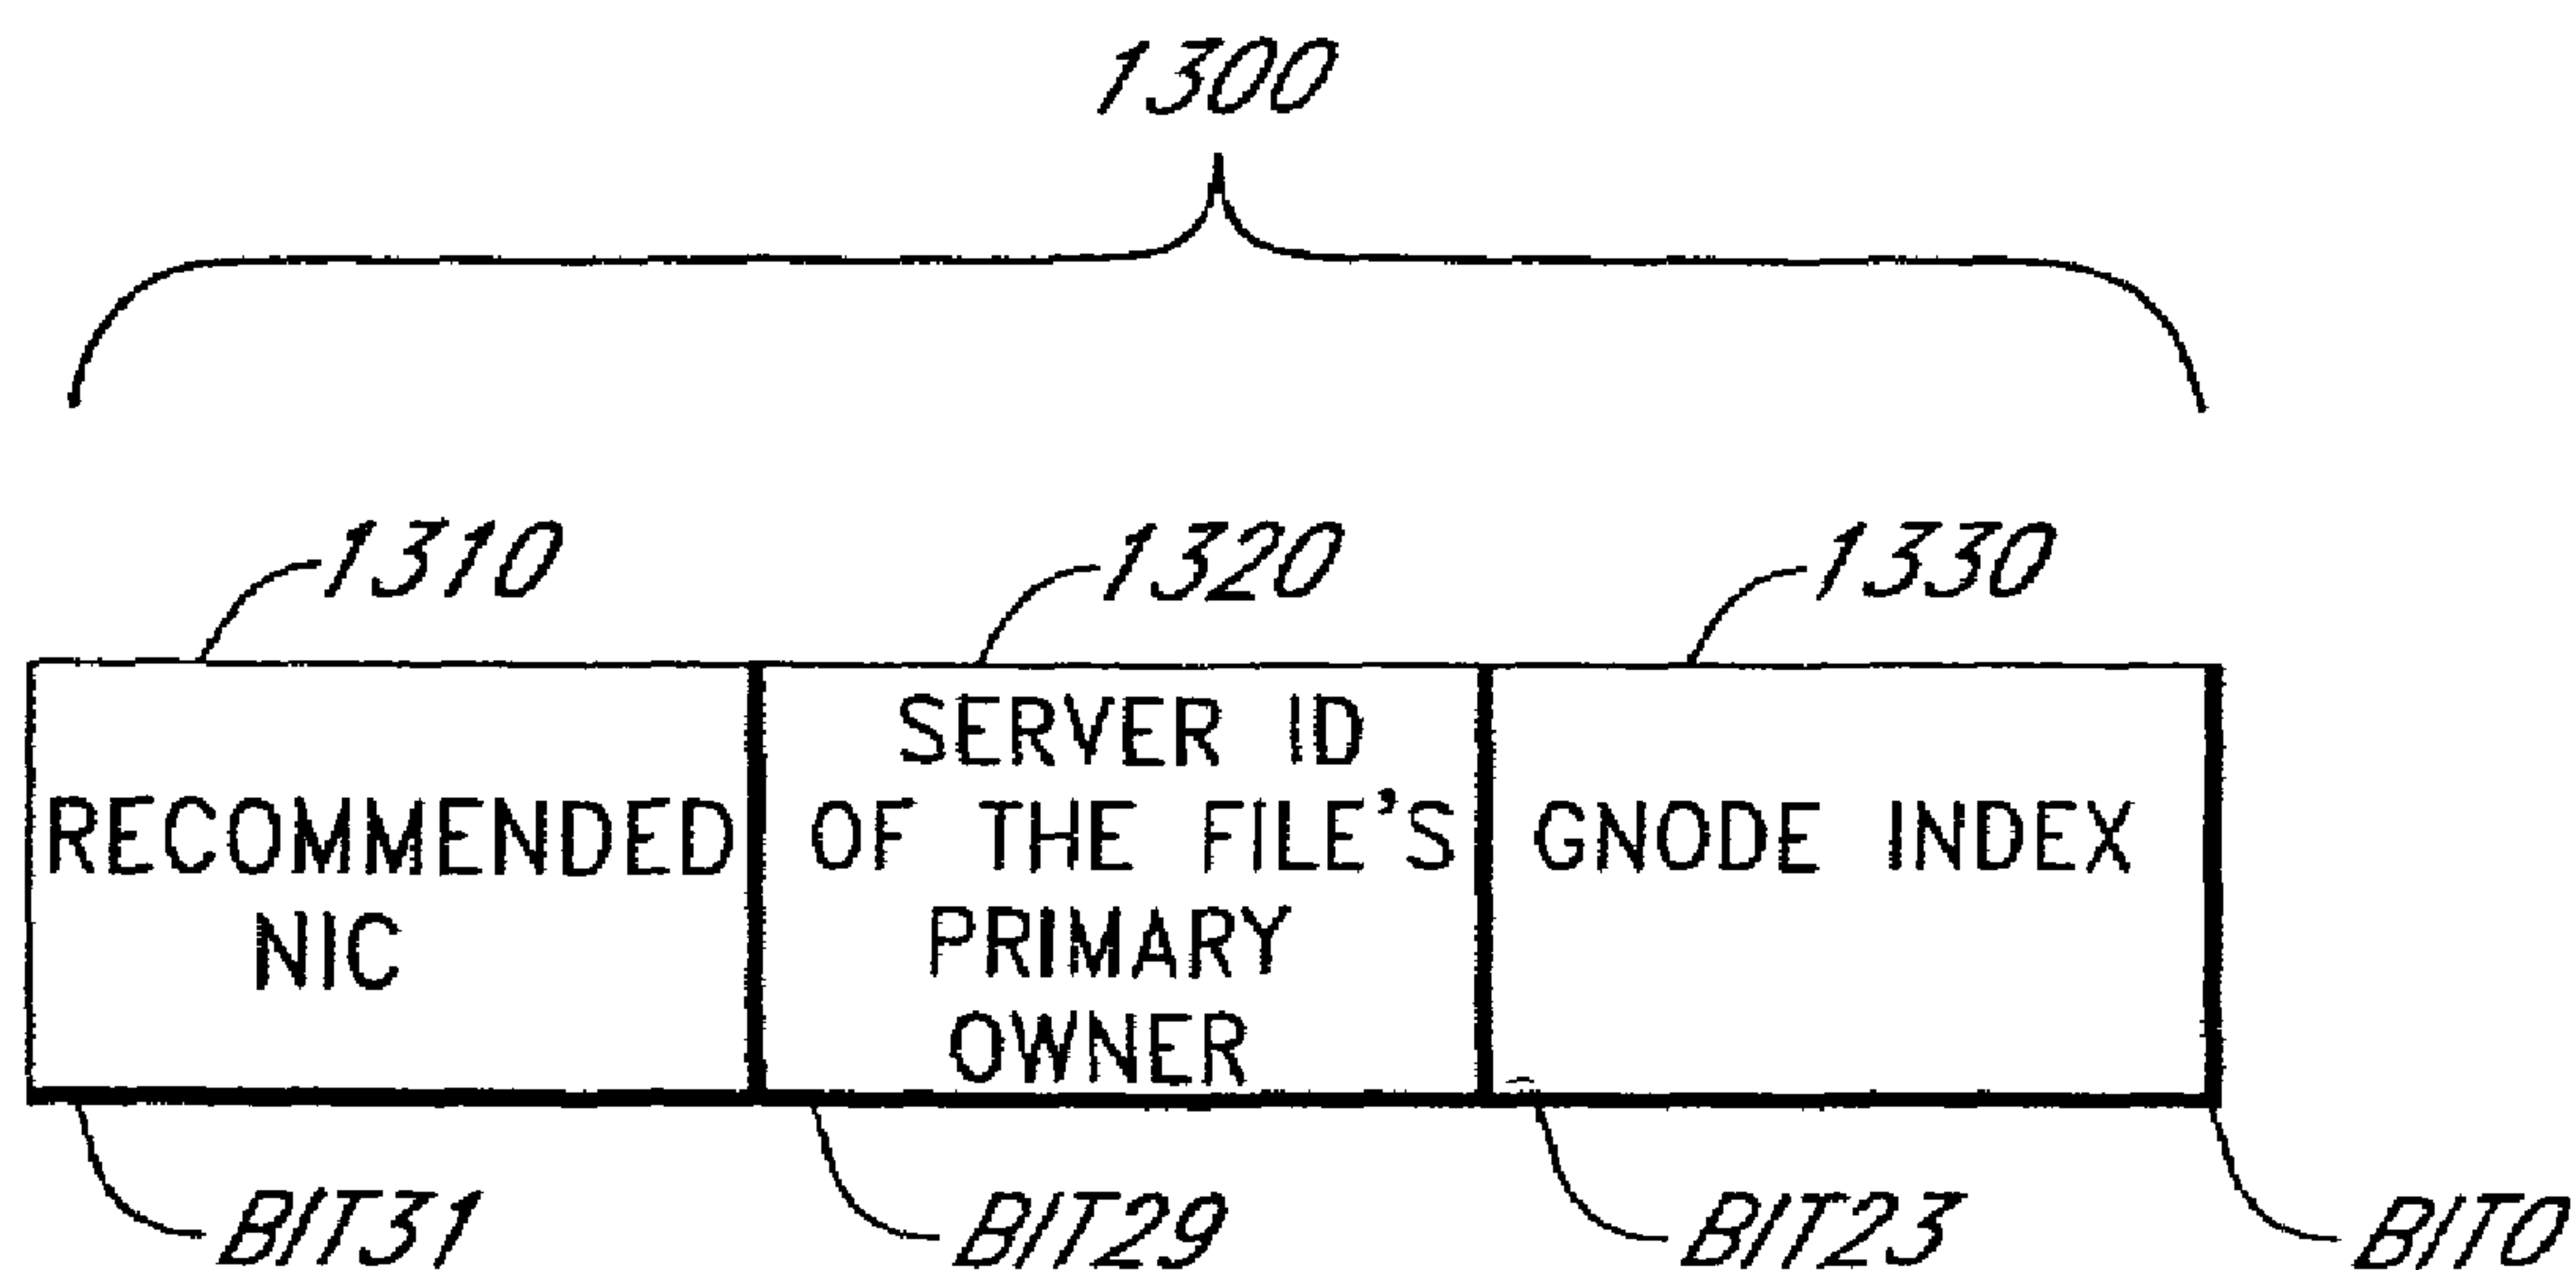 1300
1310
1320
1330
RECOMMENDED
NIC
SERVER ID
OF THE FILE'S
PRIMARY
OWNER
GNODE INDEX
BIT31
BIT29
BIT23
BIT0